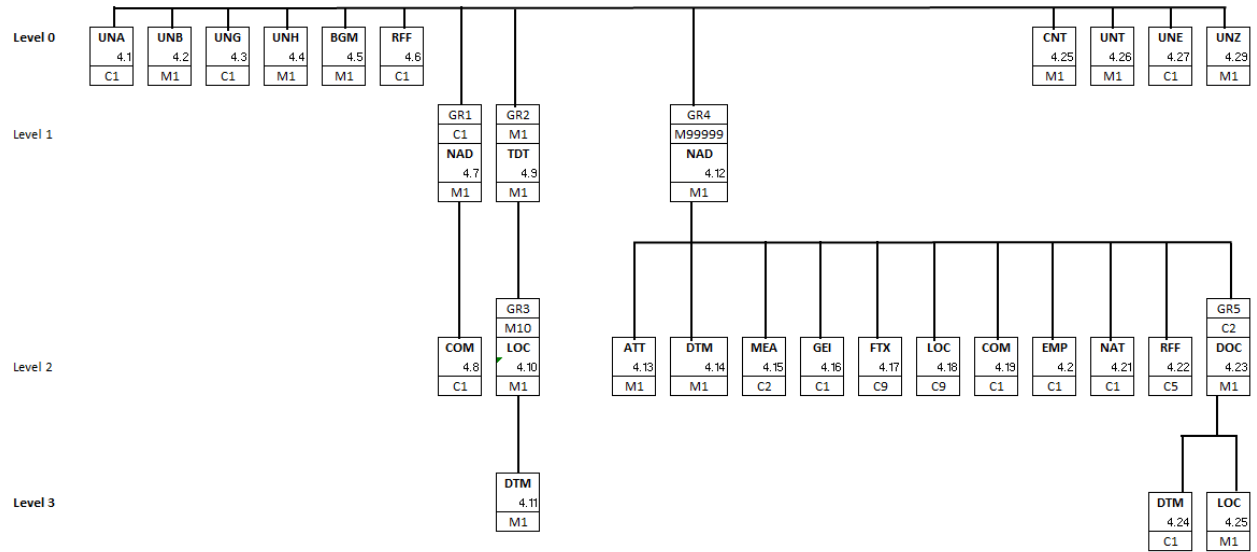 Level 0
UNA UNB UNG UNH BGM RFF CNT UNT UNE UNZ
4.1 4.2 4.3 4.4 4.5 4.6 4.25 4.26 4.27 4.29
C1 M1 C1 M1 M1 C1 M1 M1 C1 M1
GR1 GR2 GR4
Level 1 C1 M1 M99999
NAD TDT NAD
4.7 4.9 4.12
M1 M1 M1
GR3 GR5
M10 C2
COM LOC ATT DTM MEA GEI FTX LOC COM EMP NAT RFF DOC
Level 2 4.8 4.10 4.13 4.14 4.15 4.16 4.17 4.18 4.19 4.2 4.21 4.22 4.23
C1 M1 M1 M1 C2 C1 C9 C9 C1 C1 C1 C5 M1
DTM
Level 3 4.11
M1
DTM LOC
4.24 4.25
C1 M1